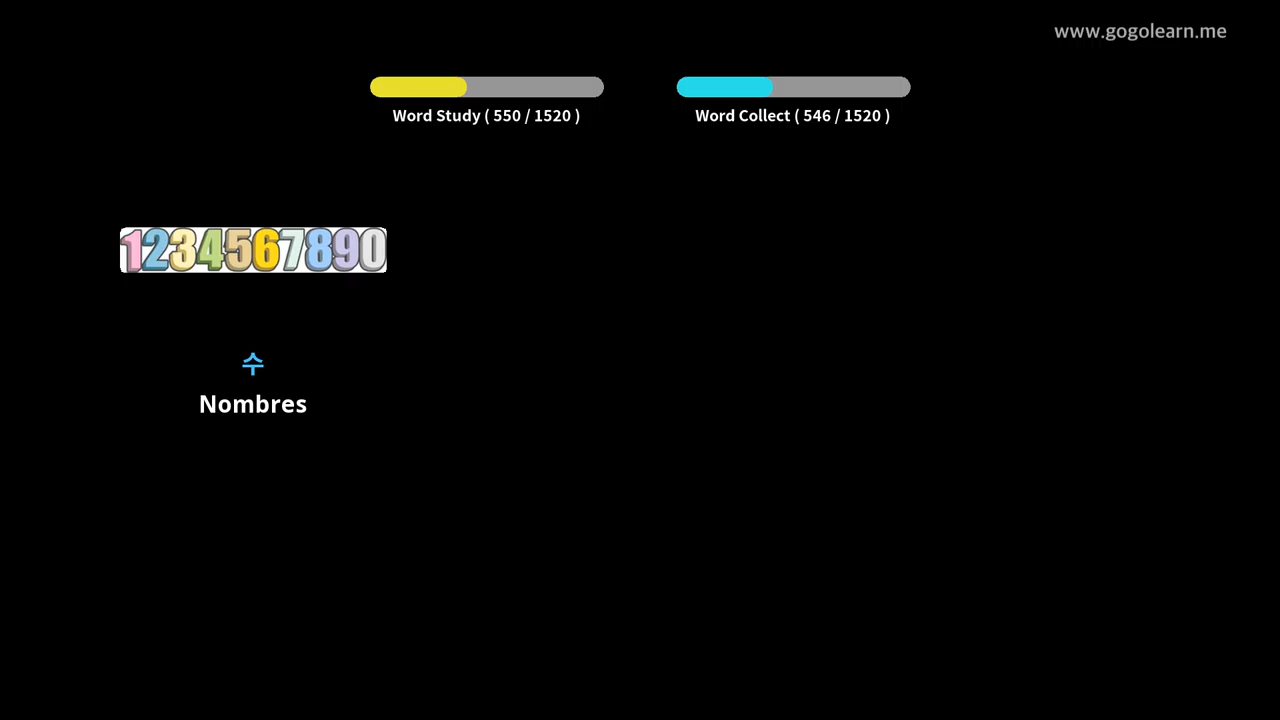 www.gogolearn.me
Word Study ( 550 / 1520 )
Word Collect ( 546 / 1520 )
1234567890
수
Nombres